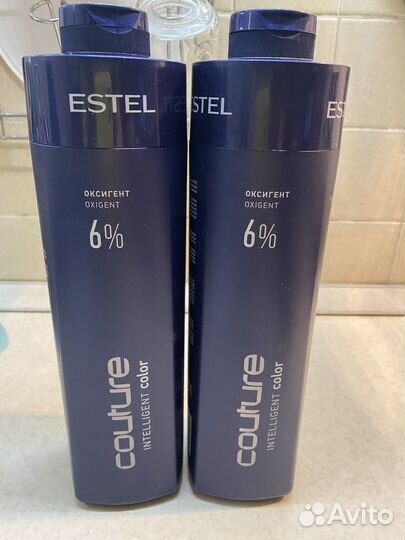 ESTEL
ОКСИГЕНТ
OXIGENT
6%
couture
INTELLIGENT color
ESTEL
ОКСИГЕНТ
OXIGENT
6%
couture
INTELLIGENT color
Avito